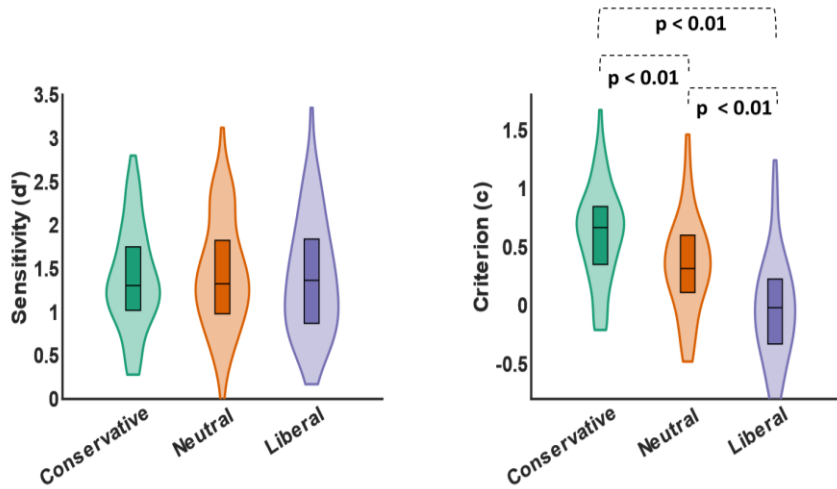 Sensitivity (d')
3.5
3
2.5
2
1.5
1
0.5
0
Conservative
Neutral
Liberal
p < 0.01
p < 0.01
p < 0.01
Criterion (c)
1.5
1
0.5
0
-0.5
Conservative
Neutral
Liberal